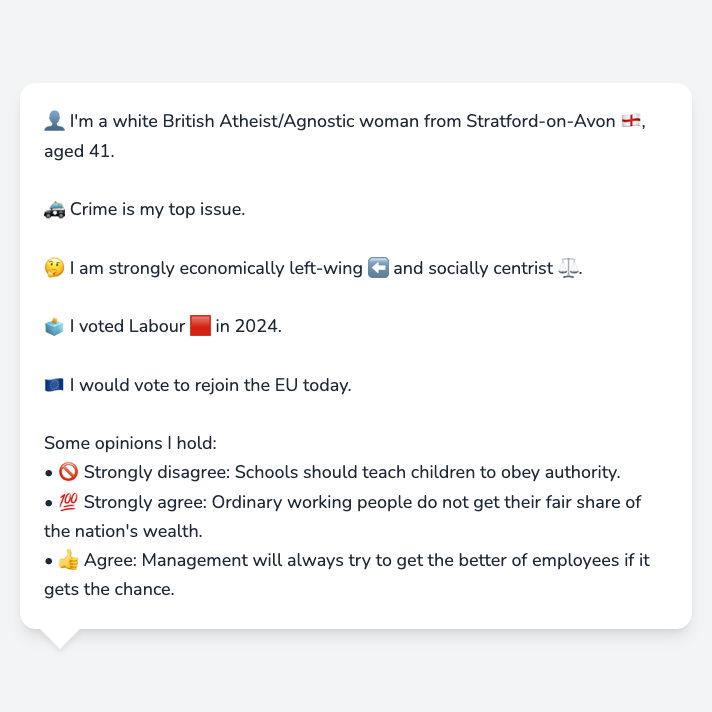 👤 I'm a white British Atheist/Agnostic woman from Stratford-on-Avon 🏴󠁧󠁢󠁥󠁮󠁧󠁿,
aged 41.
🚓 Crime is my top issue.
🤔 I am strongly economically left-wing ⬅️ and socially centrist ⚖️.
🗳️ I voted Labour 🟥 in 2024.
🇪🇺 I would vote to rejoin the EU today.
Some opinions I hold:
• 🚫 Strongly disagree: Schools should teach children to obey authority.
• 💯 Strongly agree: Ordinary working people do not get their fair share of
the nation's wealth.
• 👍 Agree: Management will always try to get the better of employees if it
gets the chance.